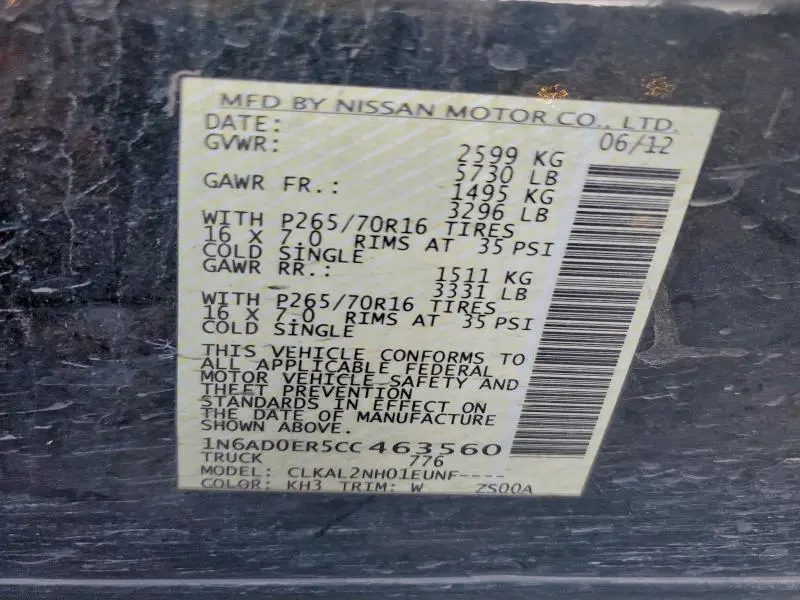 MFD BY NISSAN MOTOR CO., LTD.
DATE: 06/12
GVWR: 2599 KG
5730 LB
GAWR FR.: 1495 KG
3296 LB
WITH P265/70R16 TIRES
16 X 7.0 RIMS AT 35 PSI
COLD SINGLE
GAWR RR.: 1511 KG
3331 LB
WITH P265/70R16 TIRES
16 X 7.0 RIMS AT 35 PSI
COLD SINGLE
THIS VEHICLE CONFORMS TO
ALL APPLICABLE FEDERAL
MOTOR VEHICLE SAFETY AND
THEFT PREVENTION
STANDARDS IN EFFECT ON
THE DATE OF MANUFACTURE
SHOWN ABOVE.
1N6AD0ER5CC463560
TRUCK 776
MODEL: CLKAL2NH01EUNF----
COLOR: KH3 TRIM: W ZS00A